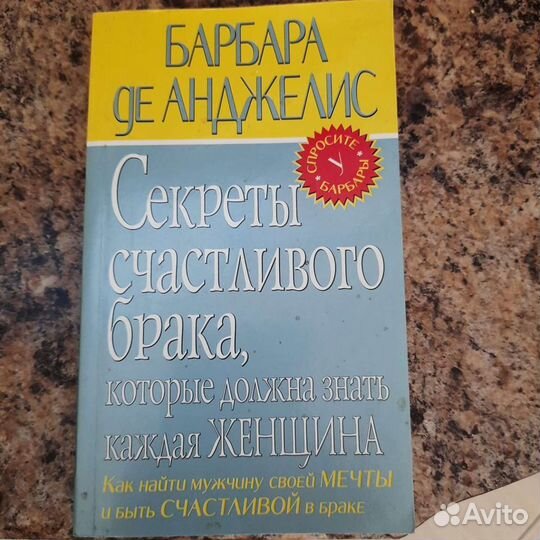 БАРБАРА
де АНДЖЕЛИС
СПРОСИТЕ
У
БАРБАРЫ
Секреты
счастливого
брака,
которые должна знать
каждая ЖЕНЩИНА
Как найти мужчину своей МЕЧТЫ
и быть СЧАСТЛИВОЙ в браке
Avito